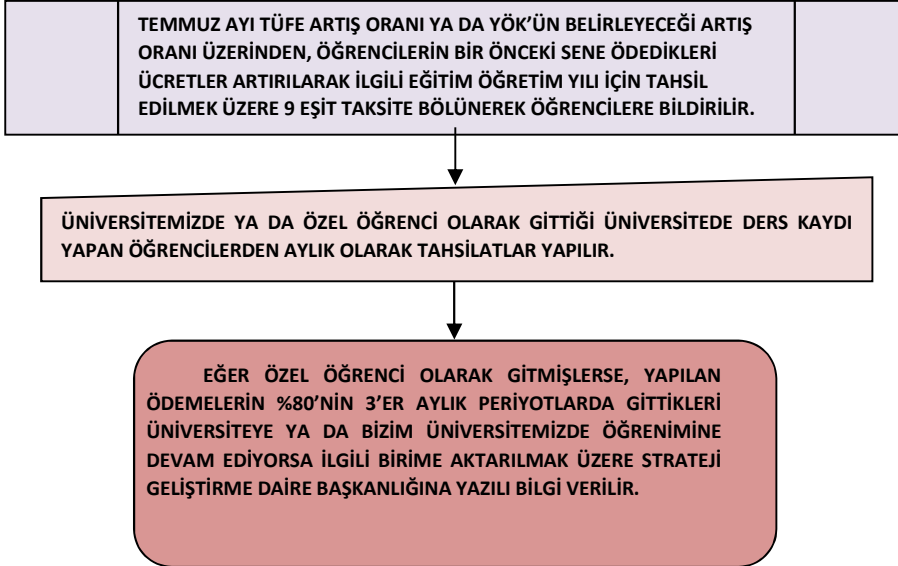 TEMMUZ AYI TÜFE ARTIŞ ORANI YA DA YÖK’ÜN BELİRLEYECEĞİ ARTIŞ
ORANI ÜZERİNDEN, ÖĞRENCİLERİN BİR ÖNCEKİ SENE ÖDEDİKLERİ
ÜCRETLER ARTIRILARAK İLGİLİ EĞİTİM ÖĞRETİM YILI İÇİN TAHSİL
EDİLMEK ÜZERE 9 EŞİT TAKSİTE BÖLÜNEREK ÖĞRENCİLERE BİLDİRİLİR.
ÜNİVERSİTEMİZDE YA DA ÖZEL ÖĞRENCİ OLARAK GİTTİĞİ ÜNİVERSİTEDE DERS KAYDI
YAPAN ÖĞRENCİLERDEN AYLIK OLARAK TAHSİLATLAR YAPILIR.
EĞER ÖZEL ÖĞRENCİ OLARAK GİTMİŞLERSE, YAPILAN
ÖDEMELERİN %80’NİN 3’ER AYLIK PERİYOTLARDA GİTTİKLERİ
ÜNİVERSİTEYE YA DA BİZİM ÜNİVERSİTEMİZDE ÖĞRENİMİNE
DEVAM EDİYORSA İLGİLİ BİRİME AKTARILMAK ÜZERE STRATEJİ
GELİŞTİRME DAİRE BAŞKANLIĞINA YAZILI BİLGİ VERİLİR.